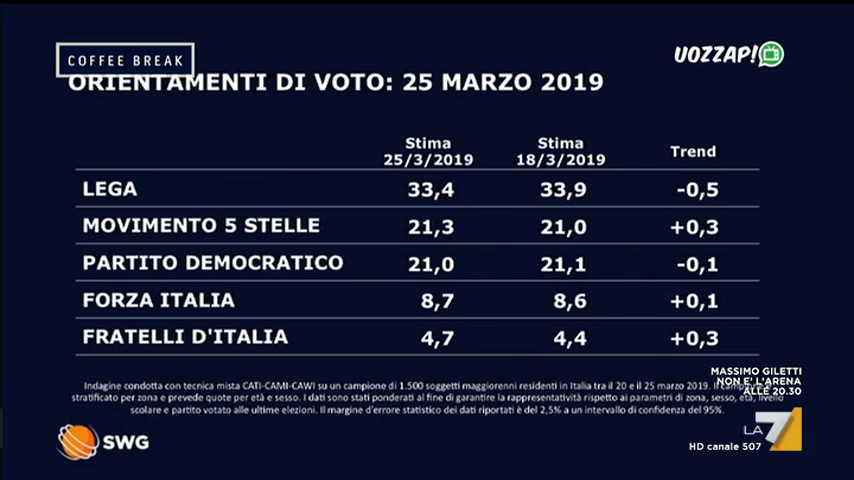 COFFEE BREAK
UOZZAP!
ORIENTAMENTI DI VOTO: 25 MARZO 2019
Stima 25/3/2019 Stima 18/3/2019 Trend
LEGA 33,4 33,9 -0,5
MOVIMENTO 5 STELLE 21,3 21,0 +0,3
PARTITO DEMOCRATICO 21,0 21,1 -0,1
FORZA ITALIA 8,7 8,6 +0,1
FRATELLI D'ITALIA 4,7 4,4 +0,3
MASSIMO GILETTI
NON E' L'ARENA
ALLE 20.30
Indagine condotta con tecnica mista CATI-CAMI-CAWI su un campione di 1.500 soggetti maggiorenni residenti in Italia tra il 20 e il 25 marzo 2019. Il
stratificato per zona e prevede quote per età e sesso. I dati sono stati ponderati al fine di garantire la rappresentatività rispetto ai parametri di zona, sesso, età, livello
scolare e partito votato alle ultime elezioni. Il margine d'errore statistico dei dati riportati è del 2,5% a un intervallo di confidenza del 95%.
SWG
LA7
HD canale 507